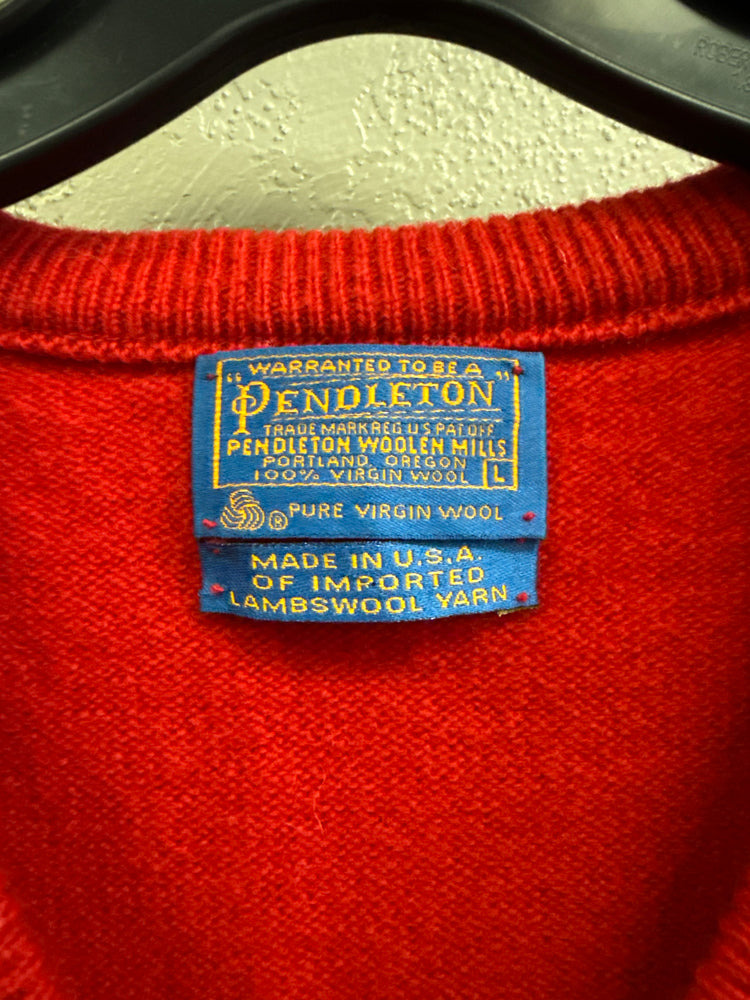 ROBER
WARRANTED TO BE A
"PENDLETON"
TRADE MARK REG U S PAT OFF
PENDLETON WOOLEN MILLS
PORTLAND, OREGON
100% VIRGIN WOOL L
® PURE VIRGIN WOOL
MADE IN U.S.A.
OF IMPORTED
LAMBSWOOL YARN